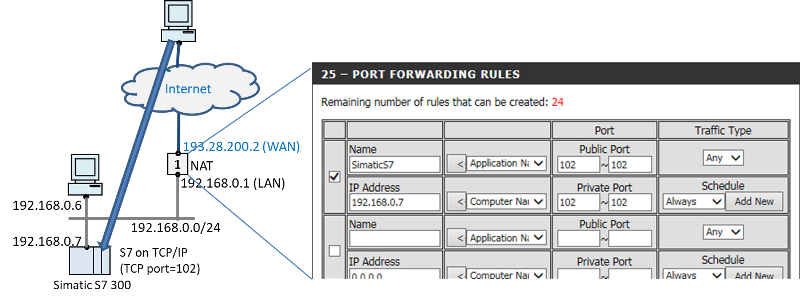 Internet
193.28.200.2 (WAN)
1 NAT
192.168.0.1 (LAN)
192.168.0.6
192.168.0.0/24
192.168.0.7
S7 on TCP/IP
(TCP port=102)
Simatic S7 300
25 – PORT FORWARDING RULES
Remaining number of rules that can be created: 24
Port Traffic Type
Name Public Port
SimaticS7 < Application Na 102 ~ 102 Any
IP Address Private Port Schedule
192.168.0.7 < Computer Nar 102 ~ 102 Always Add New
Name Public Port
< Application Na ~ Any
IP Address Private Port Schedule
0.0.0.0 < Computer Nar ~ Always Add New